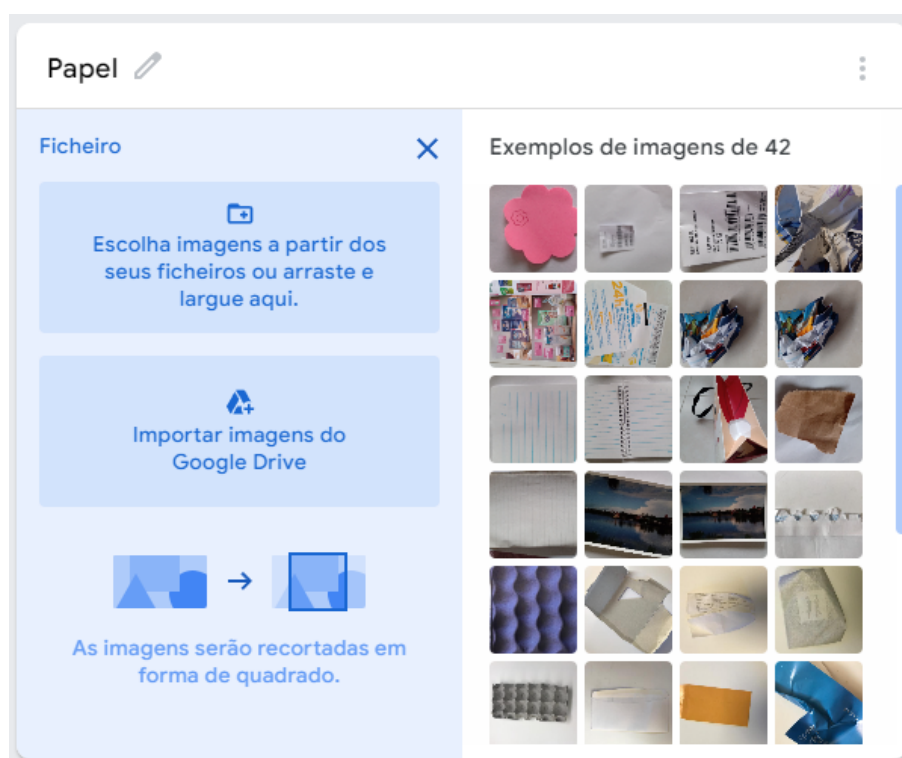 Papel
Ficheiro
Escolha imagens a partir dos
seus ficheiros ou arraste e
largue aqui.
Importar imagens do
Google Drive
As imagens serão recortadas em
forma de quadrado.
Exemplos de imagens de 42
24h